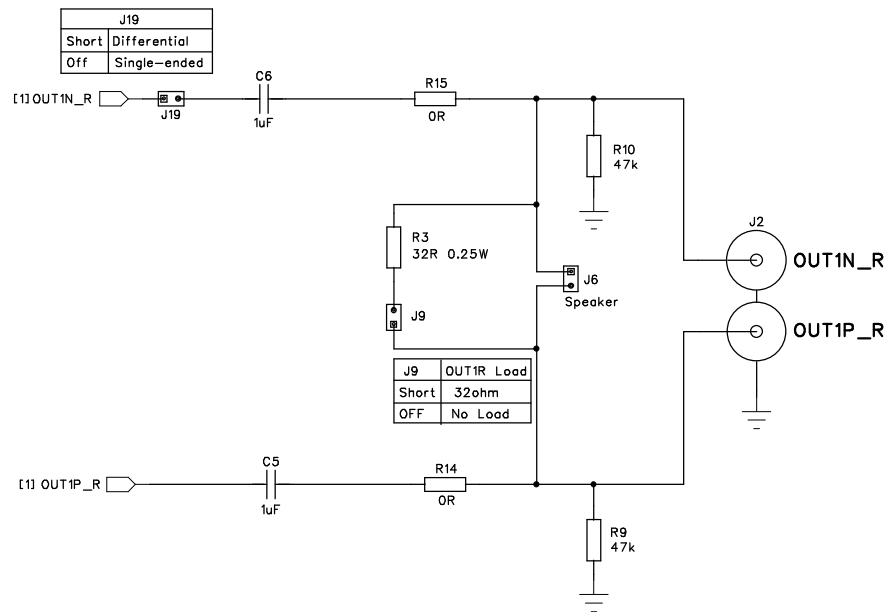 J19
Short Differential
Off Single-ended
[1] OUT1N_R
J19
C6
1uF
R15
0R
R10
47k
J2
OUT1N_R
OUT1P_R
R3
32R 0.25W
J6
Speaker
J9
J9 OUT1R Load
Short 32ohm
OFF No Load
[1] OUT1P_R
C5
1uF
R14
0R
R9
47k